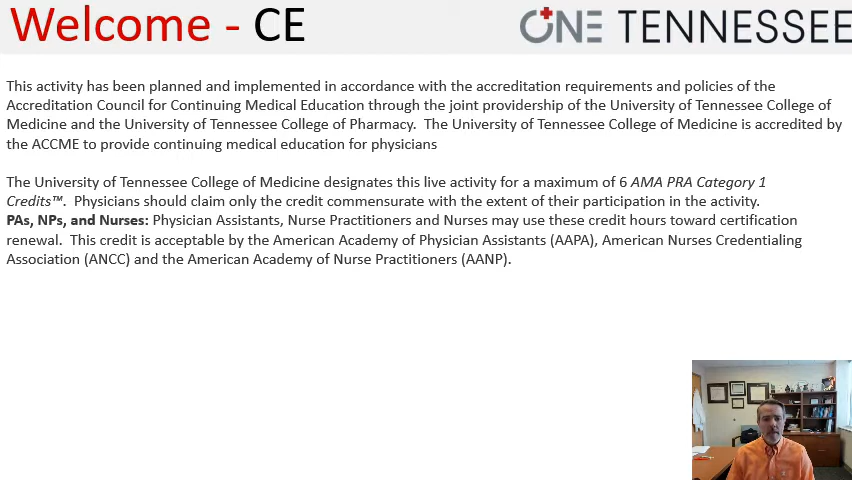 Welcome - CE
ONE TENNESSEE
This activity has been planned and implemented in accordance with the accreditation requirements and policies of the
Accreditation Council for Continuing Medical Education through the joint providership of the University of Tennessee College of
Medicine and the University of Tennessee College of Pharmacy.  The University of Tennessee College of Medicine is accredited by
the ACCME to provide continuing medical education for physicians
The University of Tennessee College of Medicine designates this live activity for a maximum of 6 AMA PRA Category 1
Credits™.  Physicians should claim only the credit commensurate with the extent of their participation in the activity.
PAs, NPs, and Nurses: Physician Assistants, Nurse Practitioners and Nurses may use these credit hours toward certification
renewal.  This credit is acceptable by the American Academy of Physician Assistants (AAPA), American Nurses Credentialing
Association (ANCC) and the American Academy of Nurse Practitioners (AANP).